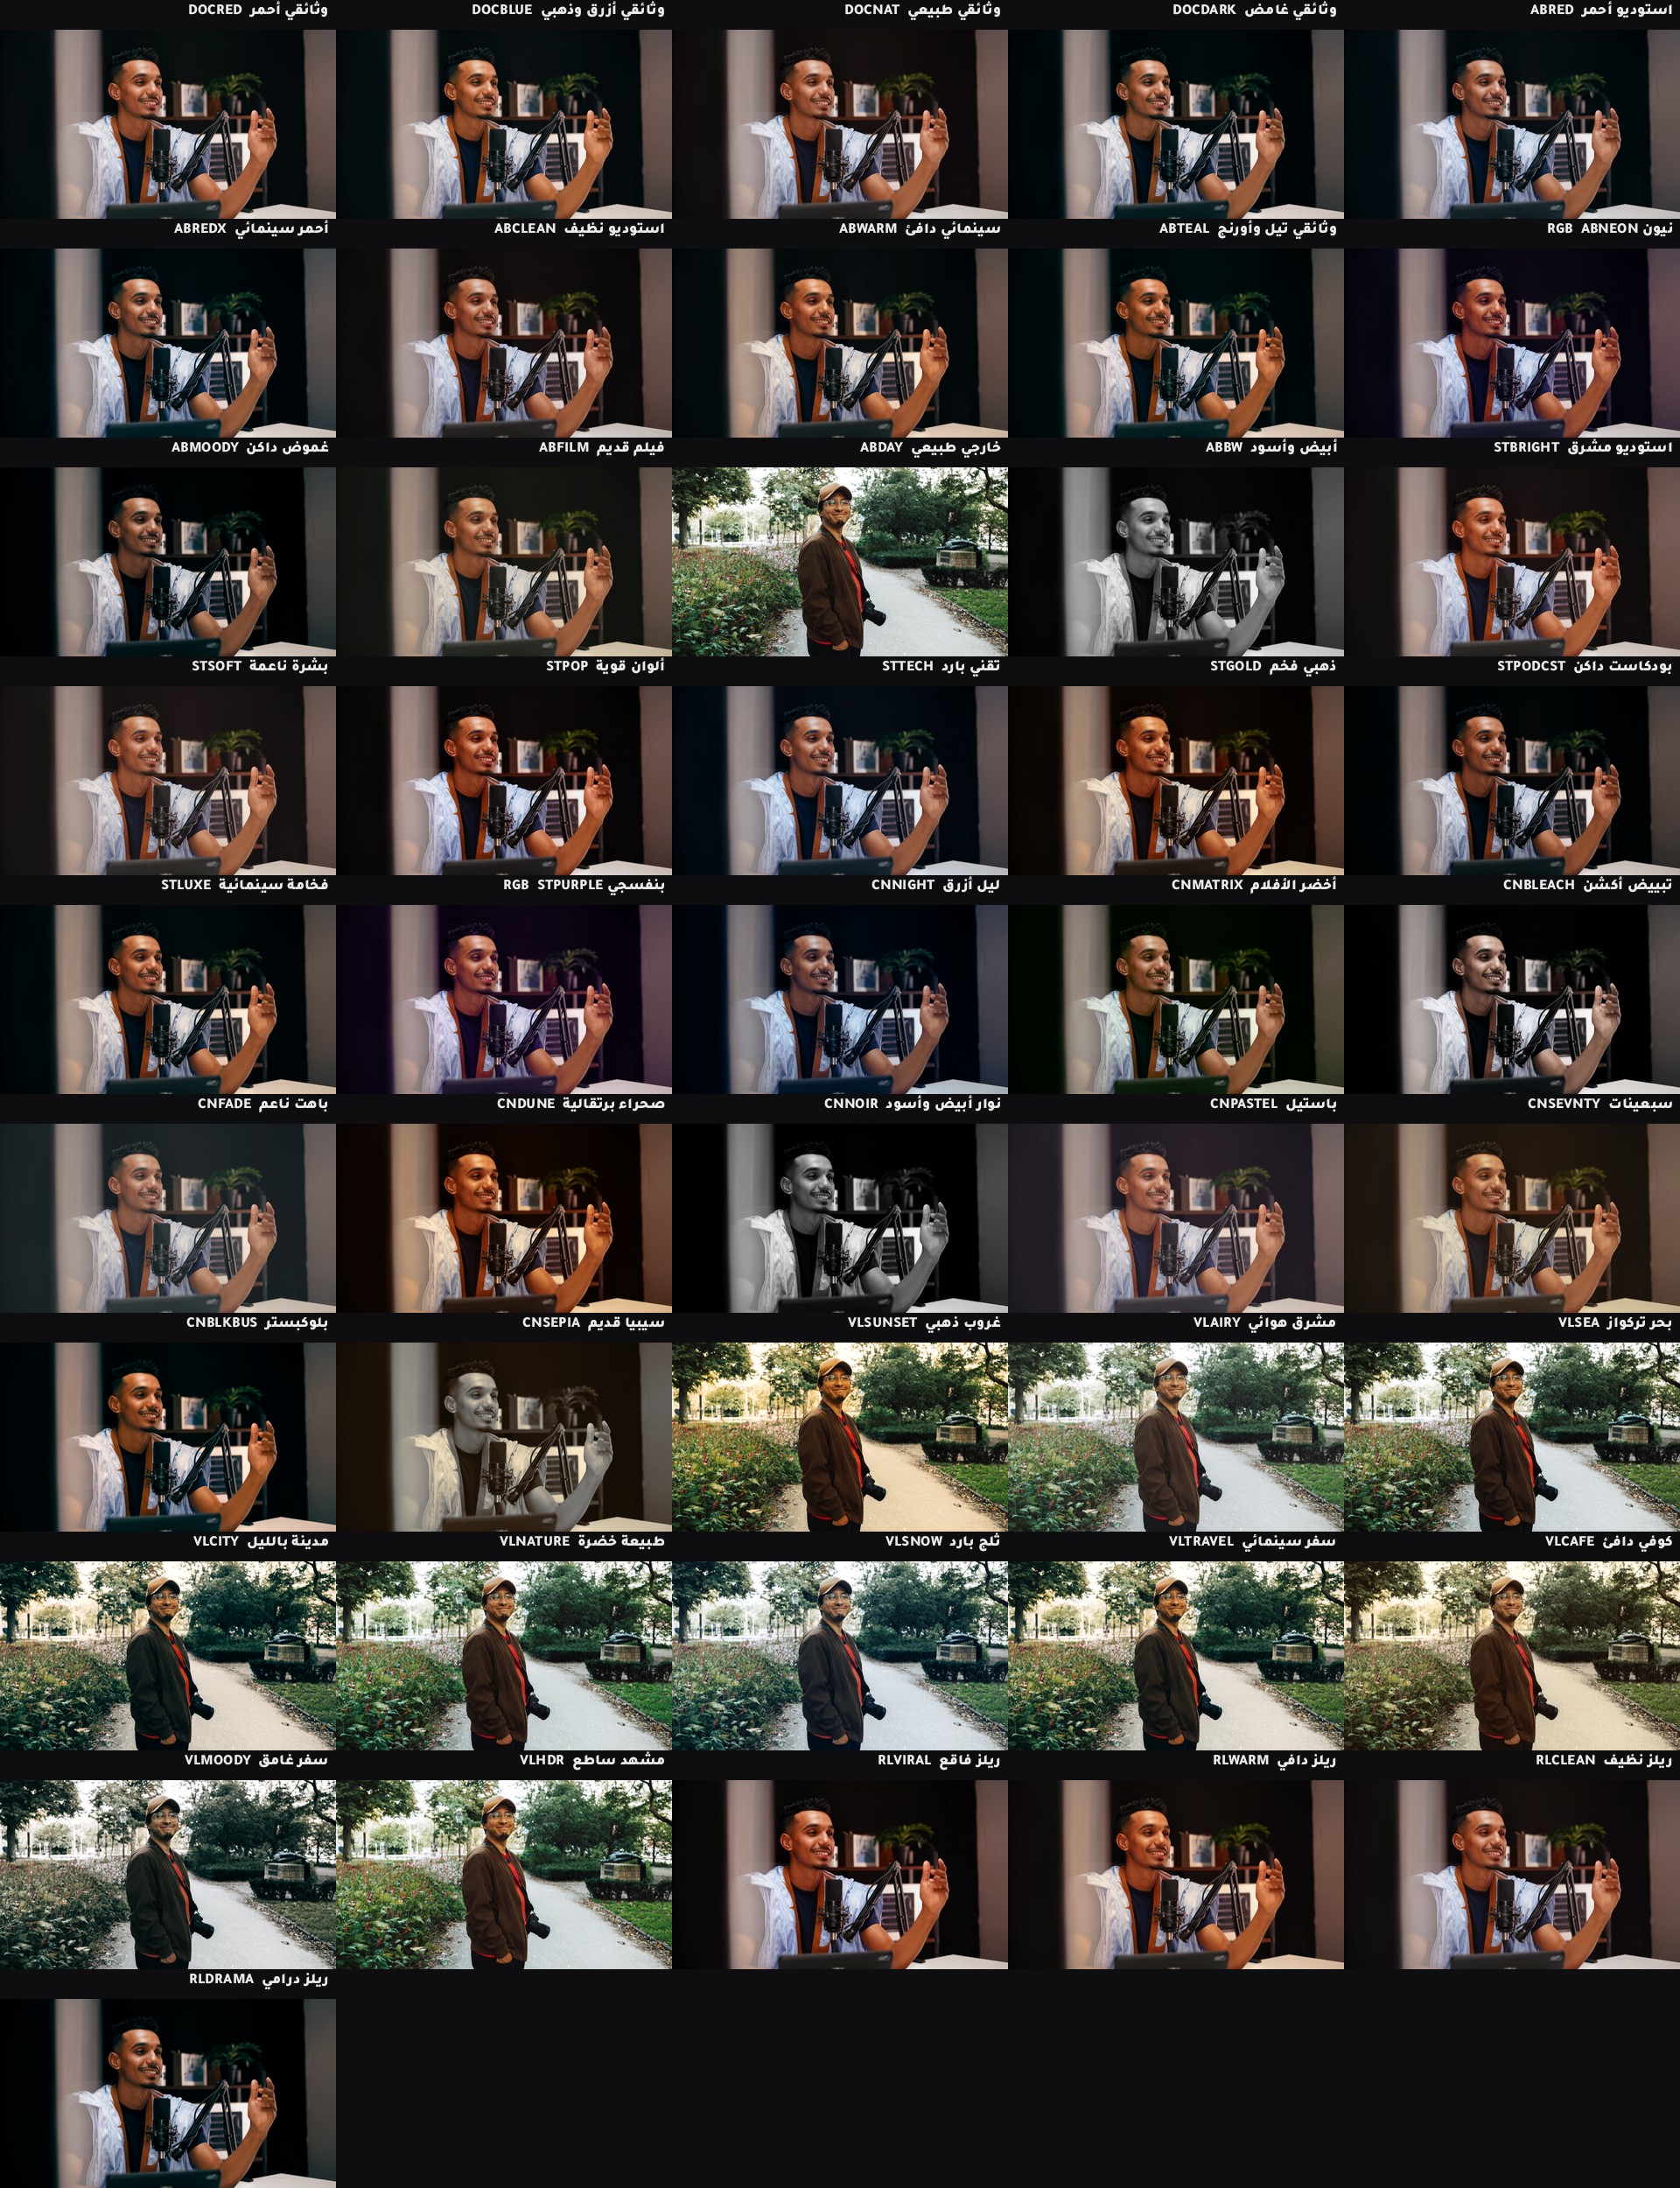 وثائقي أحمر DOCRED
وثائقي أزرق وذهبي DOCBLUE
وثائقي طبيعي DOCNAT
وثائقي غامض DOCDARK
استوديو أحمر ABRED
أحمر سينمائي ABREDX
استوديو نظيف ABCLEAN
سينمائي دافئ ABWARM
وثائقي تيل وأورنج ABTEAL
نيون RGB ABNEON
غموض داكن ABMOODY
فيلم قديم ABFILM
خارجي طبيعي ABDAY
أبيض وأسود ABBW
استوديو مشرق STBRIGHT
بشرة ناعمة STSOFT
ألوان قوية STPOP
تقني بارد STTECH
ذهبي فخم STGOLD
بودكاست داكن STPODCST
فخامة سينمائية STLUXE
بنفسجي RGB STPURPLE
ليل أزرق CNNIGHT
أخضر الأفلام CNMATRIX
تبييض أكشن CNBLEACH
باهت ناعم CNFADE
صحراء برتقالية CNDUNE
نوار أبيض وأسود CNNOIR
باستيل CNPASTEL
سبعينات CNSEVNTY
بلوكبستر CNBLKBUS
سيبيا قديم CNSEPIA
غروب ذهبي VLSUNSET
مشرق هوائي VLAIRY
بحر تركواز VLSEA
مدينة بالليل VLCITY
طبيعة خضرة VLNATURE
ثلج بارد VLSNOW
سفر سينمائي VLTRAVEL
كوفي دافئ VLCAFE
سفر غامق VLMOODY
مشهد ساطع VLHDR
ريلز فاقع RLVIRAL
ريلز دافي RLWARM
ريلز نظيف RLCLEAN
ريلز درامي RLDRAMA